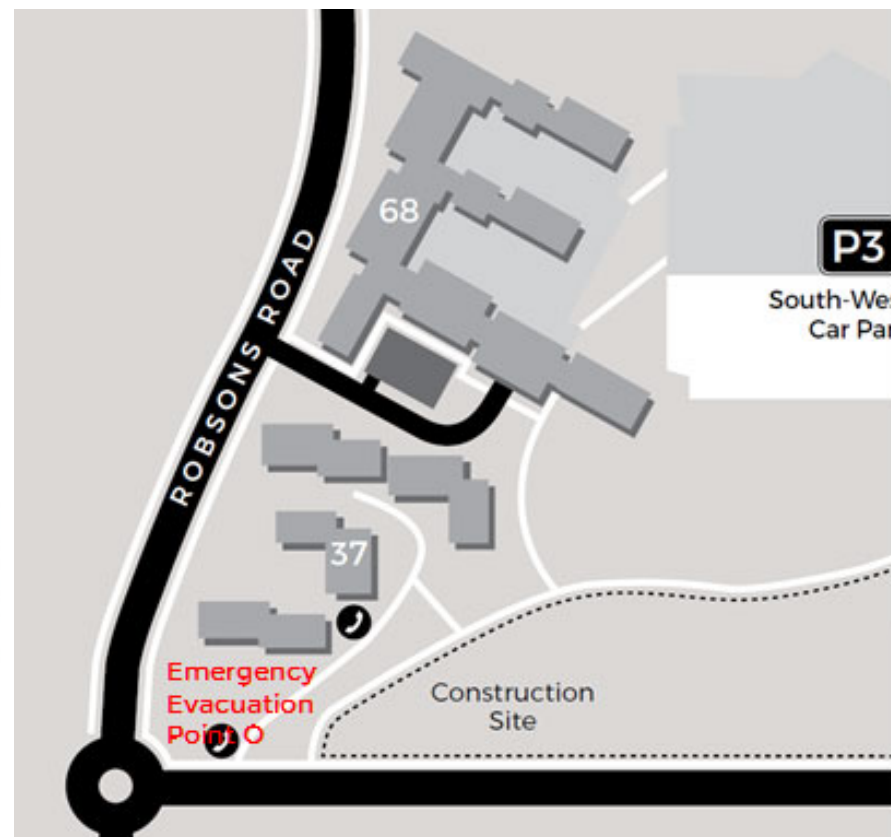 68
P3
South-Wes
Car Par
ROBSONS ROAD
37
Emergency
Evacuation
Point O
Construction
Site